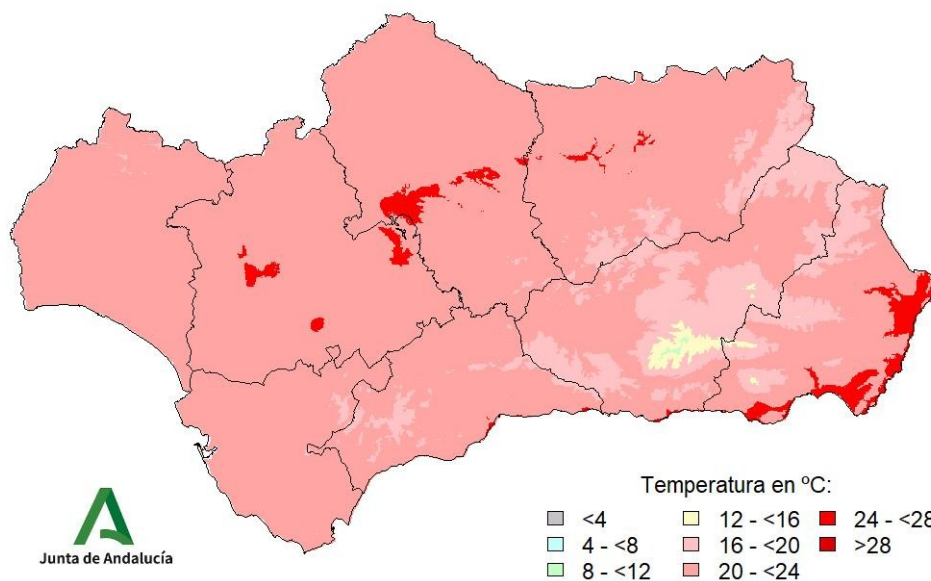 Temperatura en ºC:
<4
12 - <16
24 - <28
4 - <8
16 - <20
>28
8 - <12
20 - <24
Junta de Andalucía